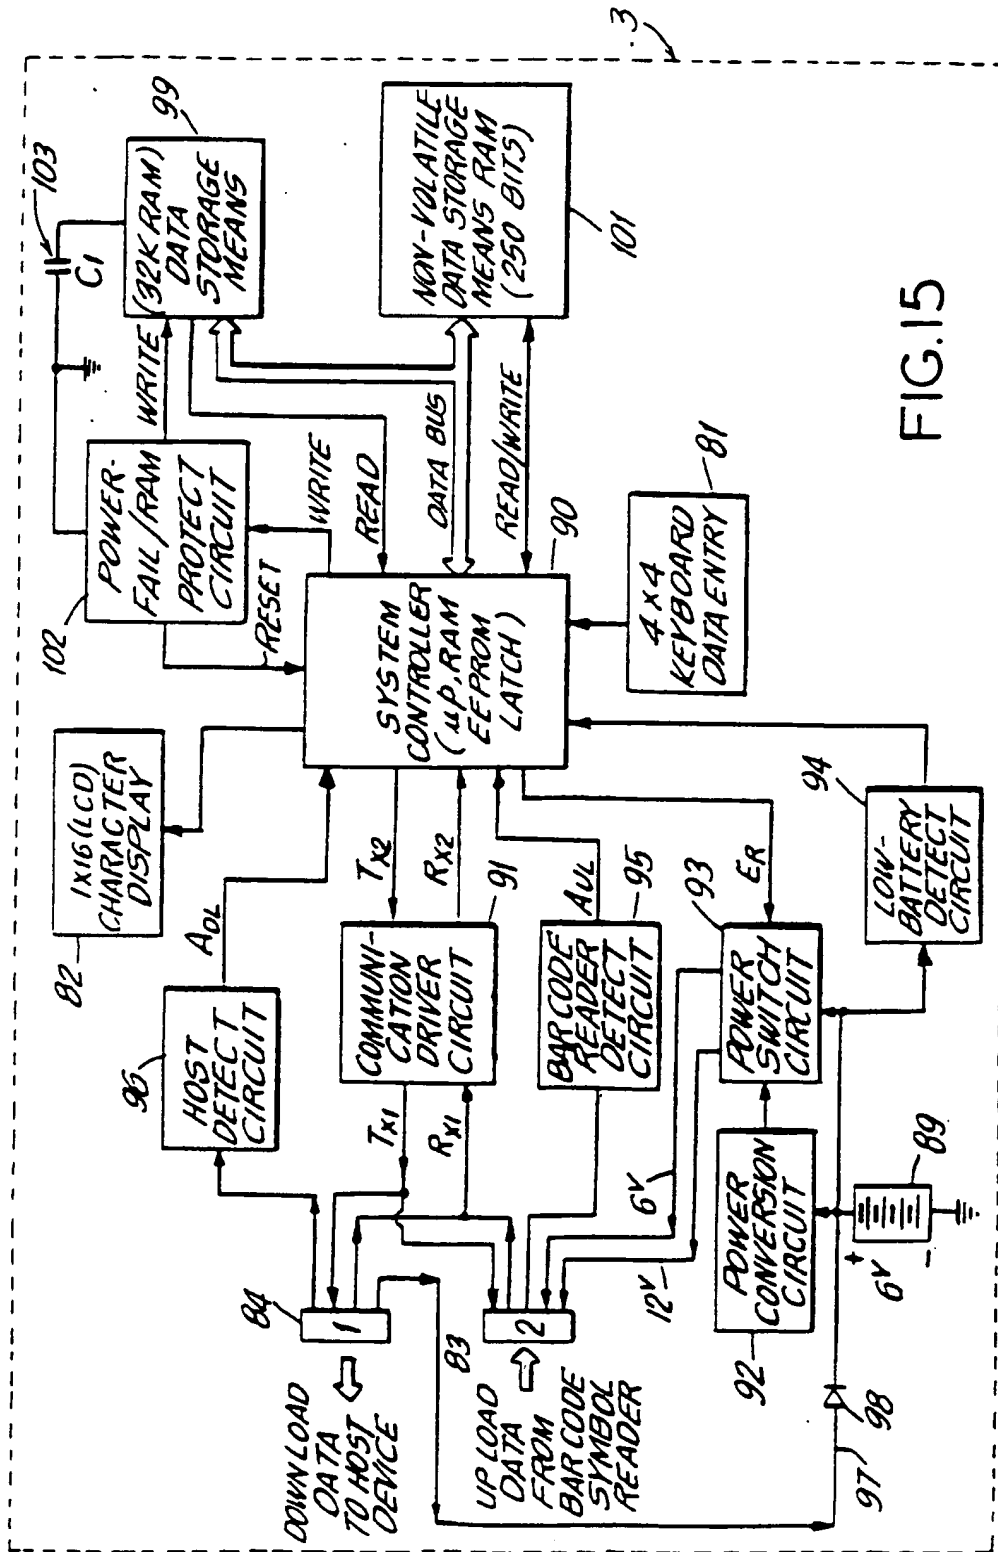 3
103
C1
(32K RAM)
DATA
STORAGE
MEANS
99
NON-VOLATILE
DATA STORAGE
MEANS RAM
(250 BITS)
101
102
POWER-
FAIL/RAM
PROTECT
CIRCUIT
WRITE
WRITE
READ
DATA BUS
READ/WRITE
RESET
SYSTEM
CONTROLLER
(uP, RAM
EEPROM
LATCH)
90
4x4
KEYBOARD
DATA ENTRY
81
1X16 (LCD)
CHARACTER
DISPLAY
82
ADL
TX2
RX2
AUL
ER
96
HOST
DETECT
CIRCUIT
COMMUNI-
CATION
DRIVER
CIRCUIT
91
BAR CODE
READER
DETECT
CIRCUIT
95
POWER
SWITCH
CIRCUIT
93
LOW-
BATTERY
DETECT
CIRCUIT
94
TX1
RX1
6V
12V
POWER
CONVERSION
CIRCUIT
92
+
6V
-
89
84
1
83
2
DOWN LOAD
DATA
TO HOST
DEVICE
UP LOAD
DATA
FROM
BAR CODE
SYMBOL
READER
97
98
FIG.15